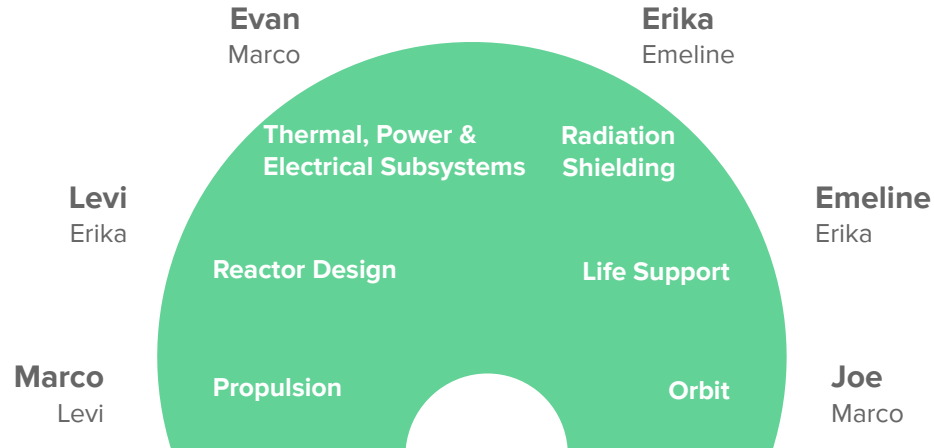 Evan
Marco
Erika
Emeline
Thermal, Power &
Electrical Subsystems
Radiation
Shielding
Levi
Erika
Emeline
Erika
Reactor Design
Life Support
Marco
Levi
Propulsion
Orbit
Joe
Marco